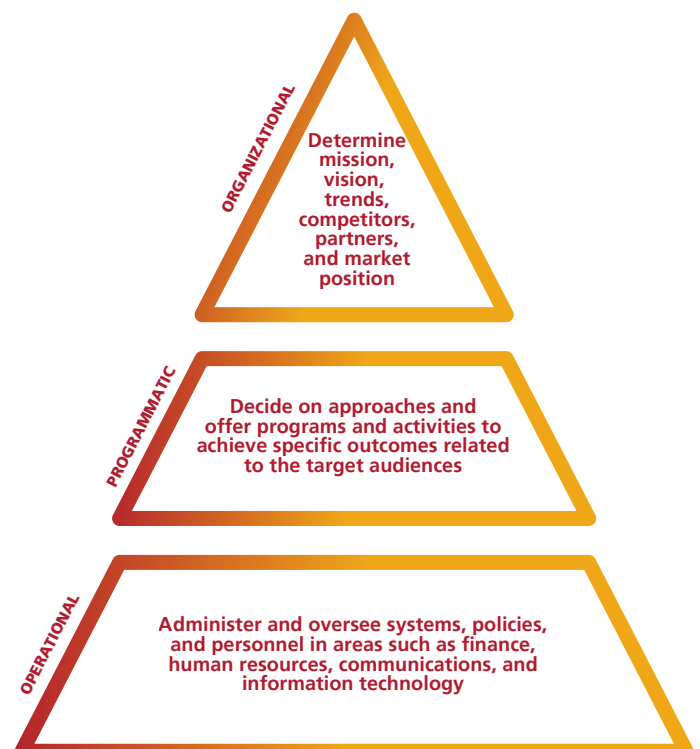 ORGANIZATIONAL
Determine
mission,
vision,
trends,
competitors,
partners,
and market
position
PROGRAMMATIC
Decide on approaches and
offer programs and activities to
achieve specific outcomes related
to the target audiences
OPERATIONAL
Administer and oversee systems, policies,
and personnel in areas such as finance,
human resources, communications, and
information technology